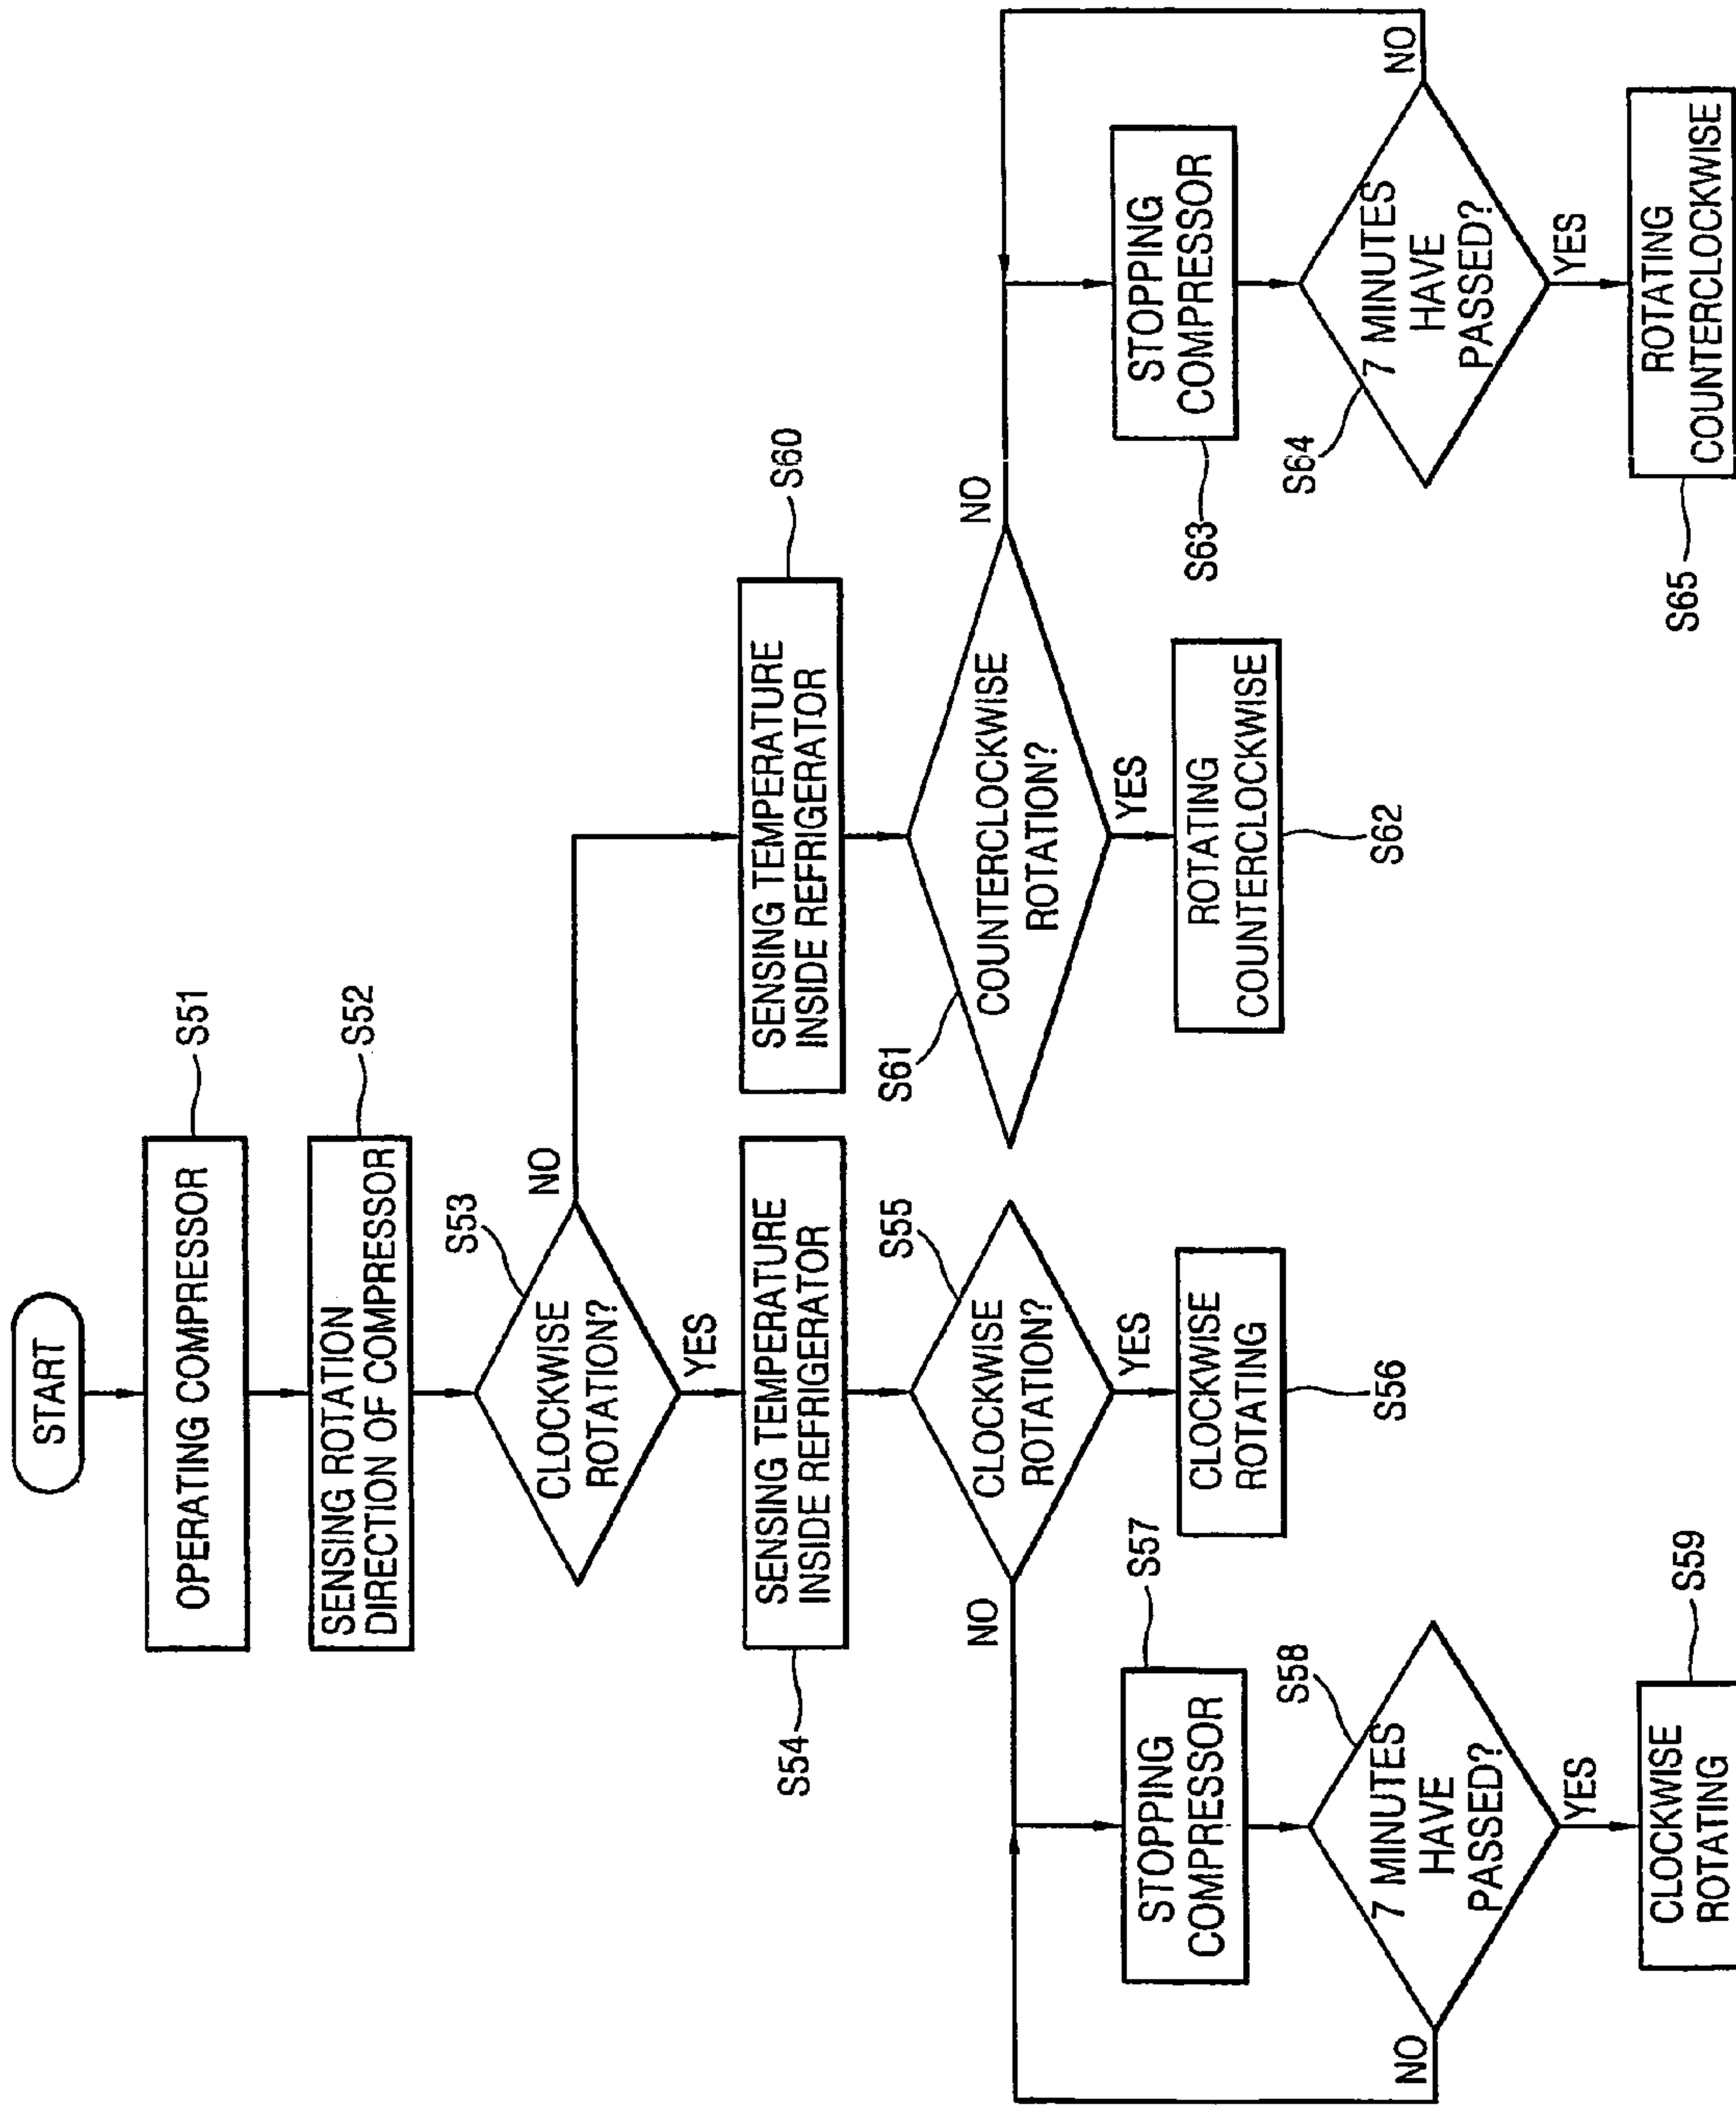 START
OPERATING COMPRESSOR
S51
SENSING ROTATION
DIRECTION OF COMPRESSOR
S52
CLOCKWISE
ROTATION?
S53
NO
YES
SENSING TEMPERATURE
INSIDE REFRIGERATOR
S54
CLOCKWISE
ROTATION?
S55
NO
YES
CLOCKWISE
ROTATING
S56
STOPPING
COMPRESSOR
S57
7 MINUTES
HAVE
PASSED?
S58
NO
YES
CLOCKWISE
ROTATING
S59
SENSING TEMPERATURE
INSIDE REFRIGERATOR
S60
COUNTERCLOCKWISE
ROTATION?
S61
NO
YES
ROTATING
COUNTERCLOCKWISE
S62
STOPPING
COMPRESSOR
S63
7 MINUTES
HAVE
PASSED?
S64
NO
YES
ROTATING
COUNTERCLOCKWISE
S65